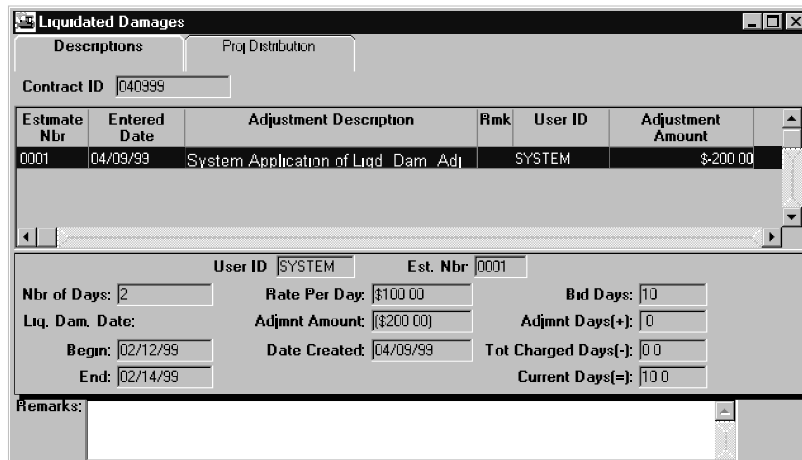 Liquidated Damages
Descriptions Proj Distribution
Contract ID 040999
Estimate Nbr Entered Date Adjustment Description Rmk User ID Adjustment Amount
0001 04/09/99 System Application of Liqd Dam Adj SYSTEM $-200 00
User ID SYSTEM Est. Nbr 0001
Nbr of Days: 2 Rate Per Day: $100 00 Bid Days: 10
Liq. Dam. Date: Adjmnt Amount: ($200 00) Adjmnt Days(+): 0
Begin: 02/12/99 Date Created: 04/09/99 Tot Charged Days(-): 0 0
End: 02/14/99 Current Days(=): 10 0
Remarks: